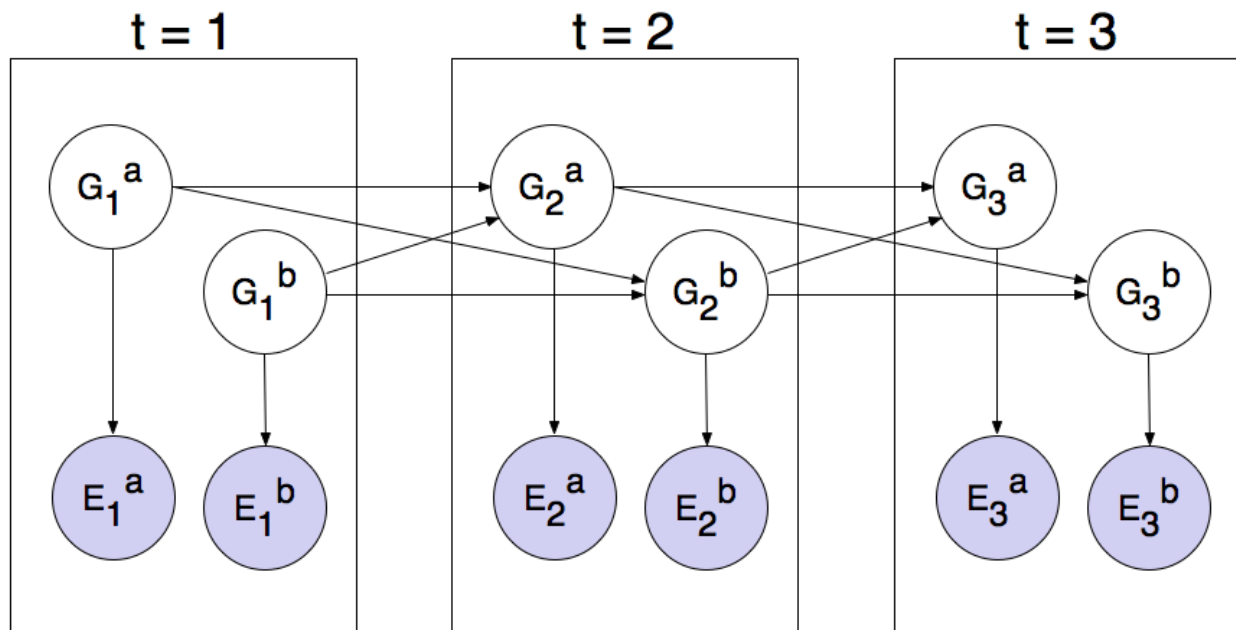 t = 1 t = 2 t = 3
G₁ᵃ G₂ᵃ G₃ᵃ
G₁ᵇ G₂ᵇ G₃ᵇ
E₁ᵃ E₁ᵇ E₂ᵃ E₂ᵇ E₃ᵃ E₃ᵇ